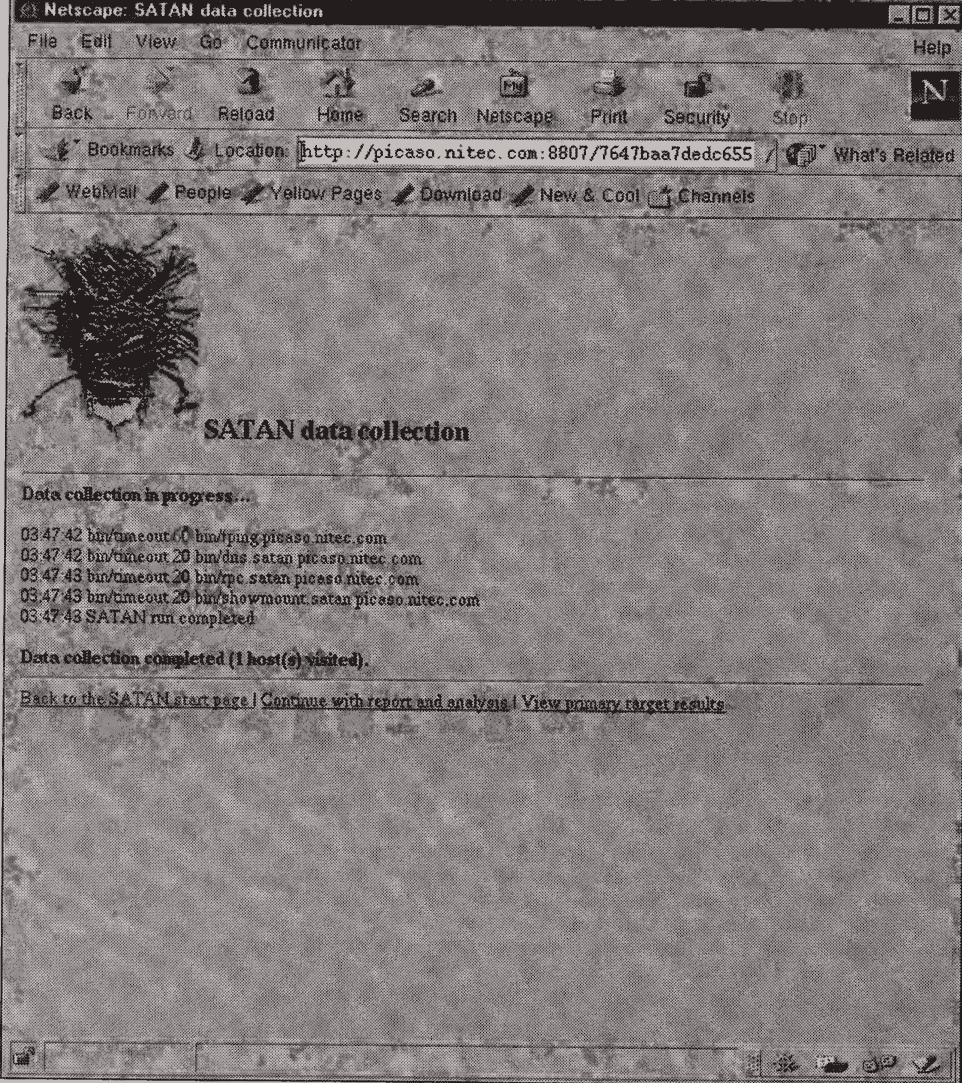 Netscape: SATAN data collection
File Edit View Go Communicator Help
Back Forward Reload Home Search Netscape Print Security Stop
My
N
Bookmarks Location: http://picaso.nitec.com:8807/7647baa7dedc655 / What's Related
WebMail People Yellow Pages Download New & Cool Channels
SATAN data collection
Data collection in progress...
03:47:42 bin/timeout 60 bin/fping picaso.nitec.com
03:47:42 bin/timeout 20 bin/dns.satan picaso.nitec.com
03:47:43 bin/timeout 20 bin/rpc.satan picaso.nitec.com
03:47:43 bin/timeout 20 bin/showmount.satan picaso.nitec.com
03:47:43 SATAN run completed
Data collection completed (1 host(s) visited).
Back to the SATAN start page | Continue with report and analysis | View primary target results